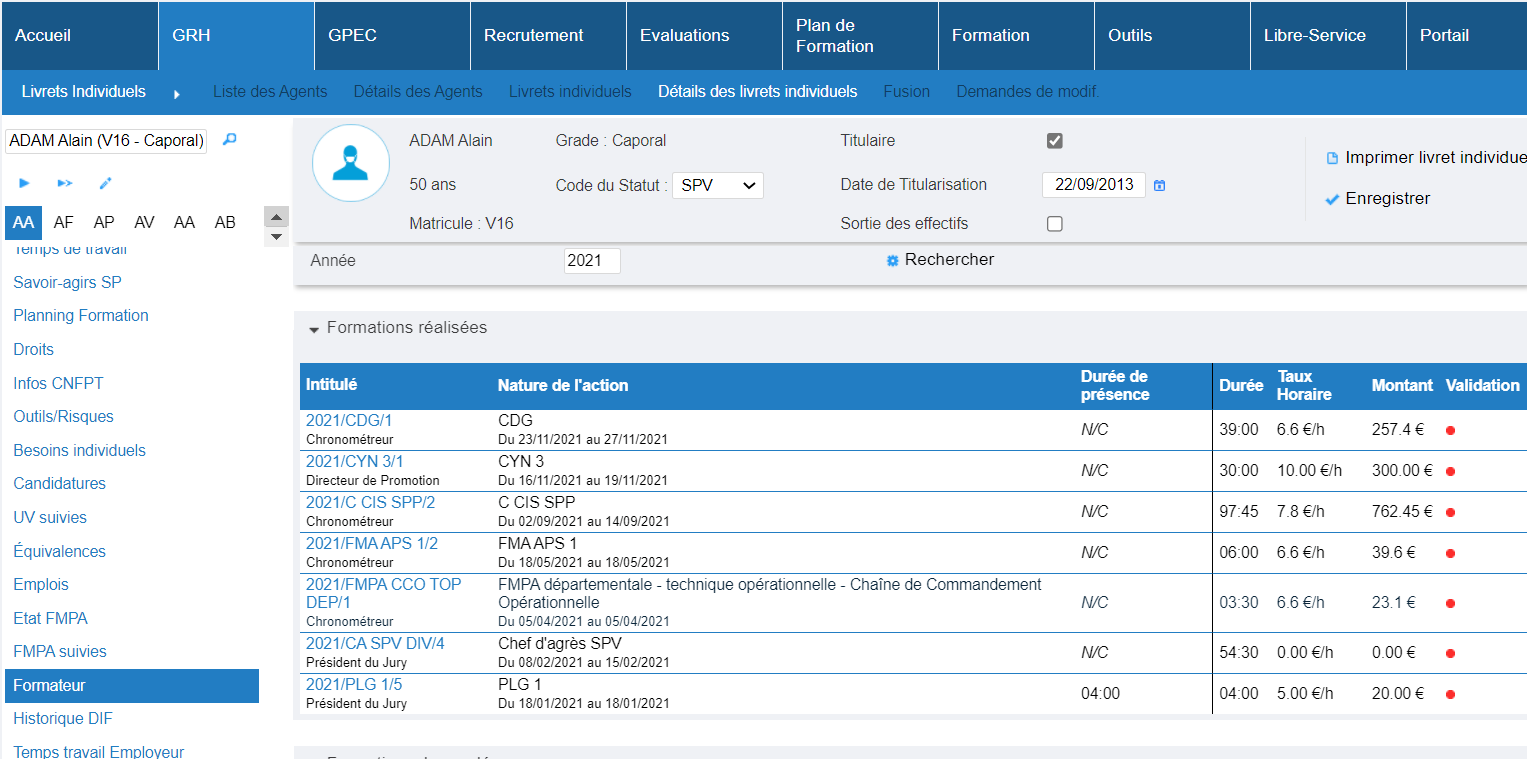 Accueil
GRH
GPEC
Recrutement
Evaluations
Plan de
Formation
Formation
Outils
Libre-Service
Portail
Livrets Individuels
Liste des Agents
Détails des Agents
Livrets individuels
Détails des livrets individuels
Fusion
Demandes de modif.
ADAM Alain (V16 - Caporal)
AA AF AP AV AA AB
Temps de travail
Savoir-agirs SP
Planning Formation
Droits
Infos CNFPT
Outils/Risques
Besoins individuels
Candidatures
UV suivies
Équivalences
Emplois
Etat FMPA
FMPA suivies
Formateur
Historique DIF
Temps travail Employeur
ADAM Alain
Grade : Caporal
Titulaire
Imprimer livret individue
50 ans
Code du Statut : SPV
Date de Titularisation 22/09/2013
Enregistrer
Matricule : V16
Sortie des effectifs
Année 2021
Rechercher
Formations réalisées
Intitulé
Nature de l'action
Durée de
présence
Durée
Taux
Horaire
Montant
Validation
2021/CDG/1
Chronométreur
CDG
Du 23/11/2021 au 27/11/2021
N/C
39:00
6.6 €/h
257.4 €
2021/CYN 3/1
Directeur de Promotion
CYN 3
Du 16/11/2021 au 19/11/2021
N/C
30:00
10.00 €/h
300.00 €
2021/C CIS SPP/2
Chronométreur
C CIS SPP
Du 02/09/2021 au 14/09/2021
N/C
97:45
7.8 €/h
762.45 €
2021/FMA APS 1/2
Chronométreur
FMA APS 1
Du 18/05/2021 au 18/05/2021
N/C
06:00
6.6 €/h
39.6 €
2021/FMPA CCO TOP
DEP/1
Chronométreur
FMPA départementale - technique opérationnelle - Chaîne de Commandement
Opérationnelle
Du 05/04/2021 au 05/04/2021
N/C
03:30
6.6 €/h
23.1 €
2021/CA SPV DIV/4
Président du Jury
Chef d'agrès SPV
Du 08/02/2021 au 15/02/2021
N/C
54:30
0.00 €/h
0.00 €
2021/PLG 1/5
Président du Jury
PLG 1
Du 18/01/2021 au 18/01/2021
04:00
04:00
5.00 €/h
20.00 €